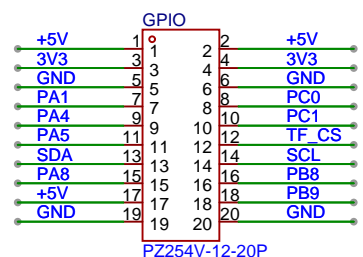 GPIO
+5V 1 1 2 2 +5V
3V3 3 3 4 4 3V3
GND 5 5 6 6 GND
PA1 7 7 8 8 PC0
PA4 9 9 10 10 PC1
PA5 11 11 12 12 TF_CS
SDA 13 13 14 14 SCL
PA8 15 15 16 16 PB8
+5V 17 17 18 18 PB9
GND 19 19 20 20 GND
PZ254V-12-20P